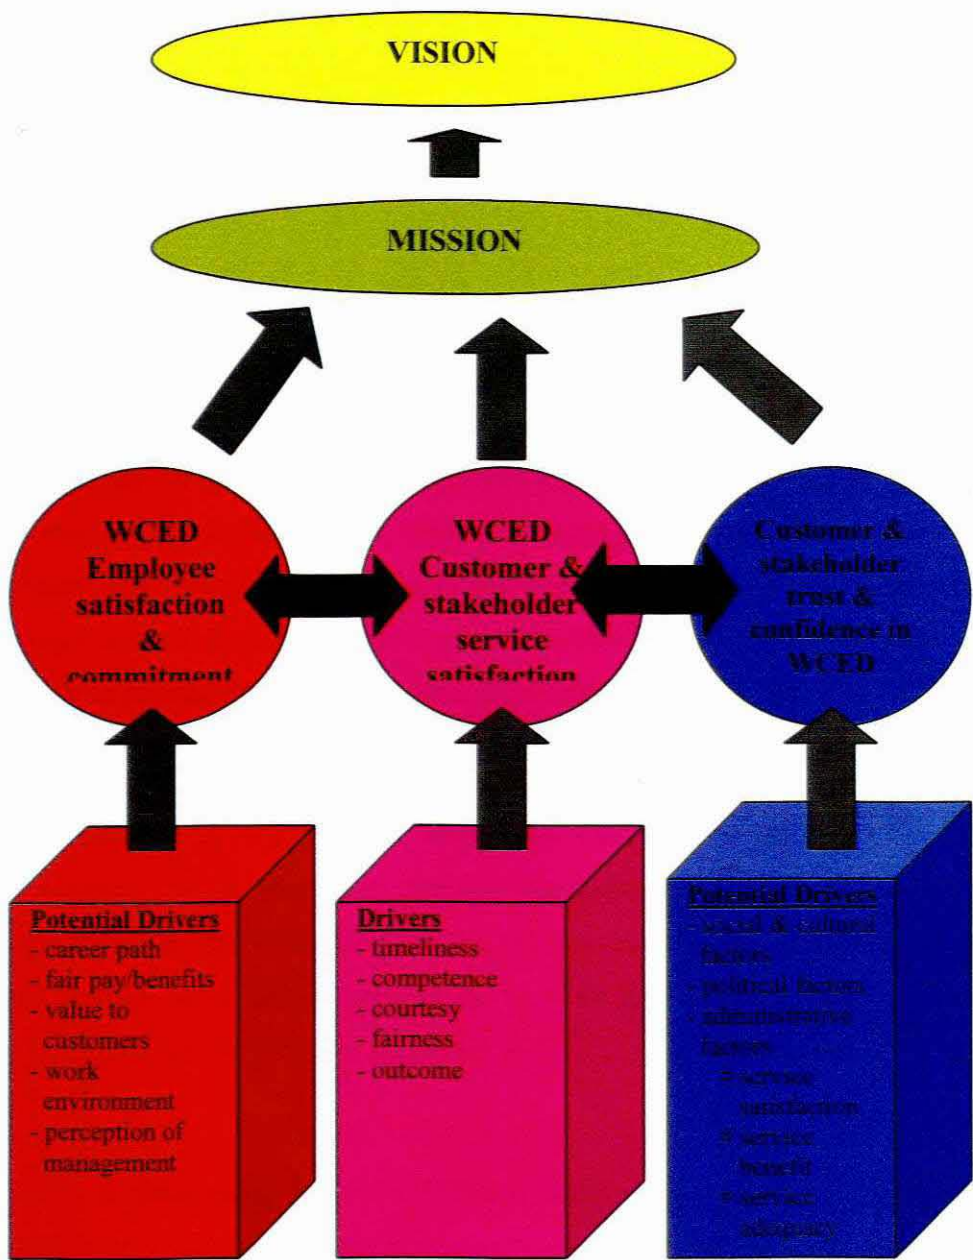 VISION
MISSION
WCED
Employee
satisfaction
&
commitment
WCED
Customer &
stakeholder
service
satisfaction
Customer &
stakeholder
trust &
confidence in
WCED
Potential Drivers
- career path
- fair pay/benefits
- value to
customers
- work
environment
- perception of
management
Drivers
- timeliness
- competence
- courtesy
- fairness
- outcome
Potential Drivers
- social & cultural
factors
- political factors
- administrative
factors
= service
satisfaction
= service
benefit
= service
adequacy